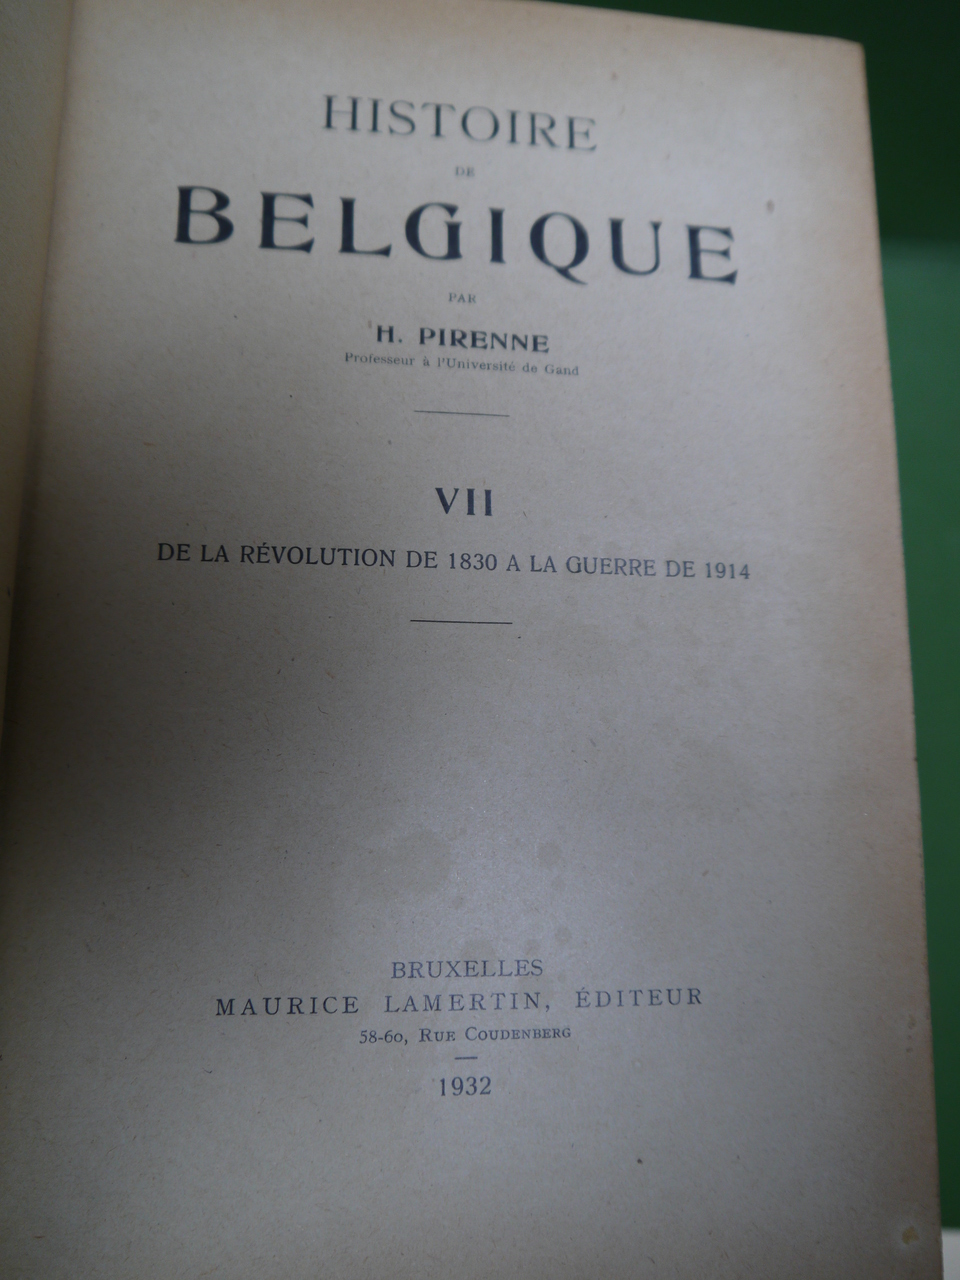 HISTOIRE
DE
BELGIQUE
PAR
H. PIRENNE
Professeur à l'Université de Gand
VII
DE LA RÉVOLUTION DE 1830 A LA GUERRE DE 1914
BRUXELLES
MAURICE LAMERTIN, ÉDITEUR
58-60, RUE COUDENBERG
1932